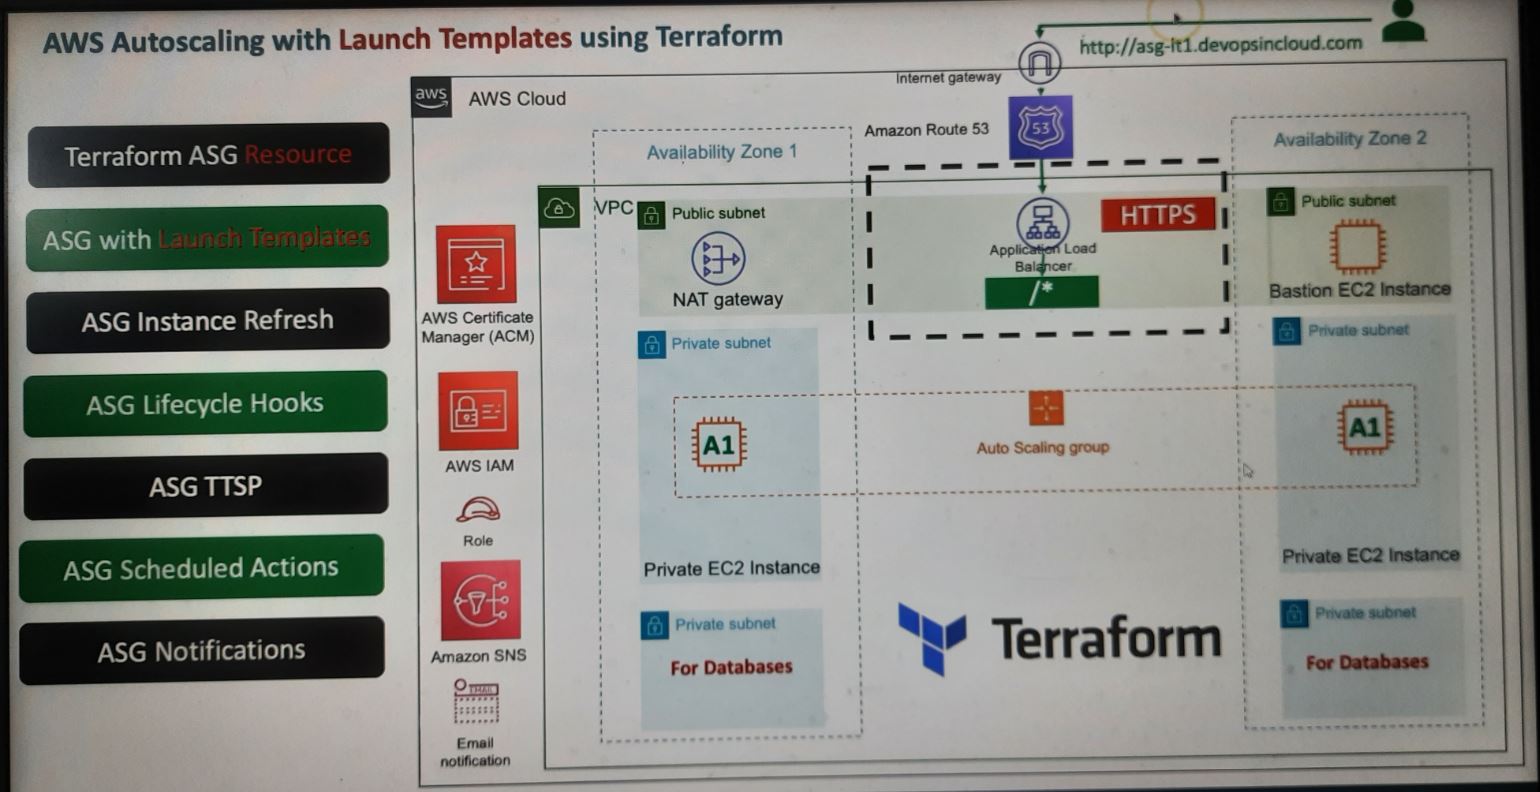 AWS Autoscaling with Launch Templates using Terraform
http://asg-lt1.devopsincloud.com
Internet gateway
aws
AWS Cloud
Amazon Route 53
53
Terraform ASG Resource
ASG with Launch Templates
ASG Instance Refresh
ASG Lifecycle Hooks
ASG TTSP
ASG Scheduled Actions
ASG Notifications
AWS Certificate
Manager (ACM)
AWS IAM
Role
Amazon SNS
EMAIL
Email
notification
VPC
Availability Zone 1
Public subnet
NAT gateway
Private subnet
A1
Private EC2 Instance
Private subnet
For Databases
HTTPS
Application Load
Balancer
/*
Auto Scaling group
Terraform
Availability Zone 2
Public subnet
Bastion EC2 Instance
Private subnet
A1
Private EC2 Instance
Private subnet
For Databases